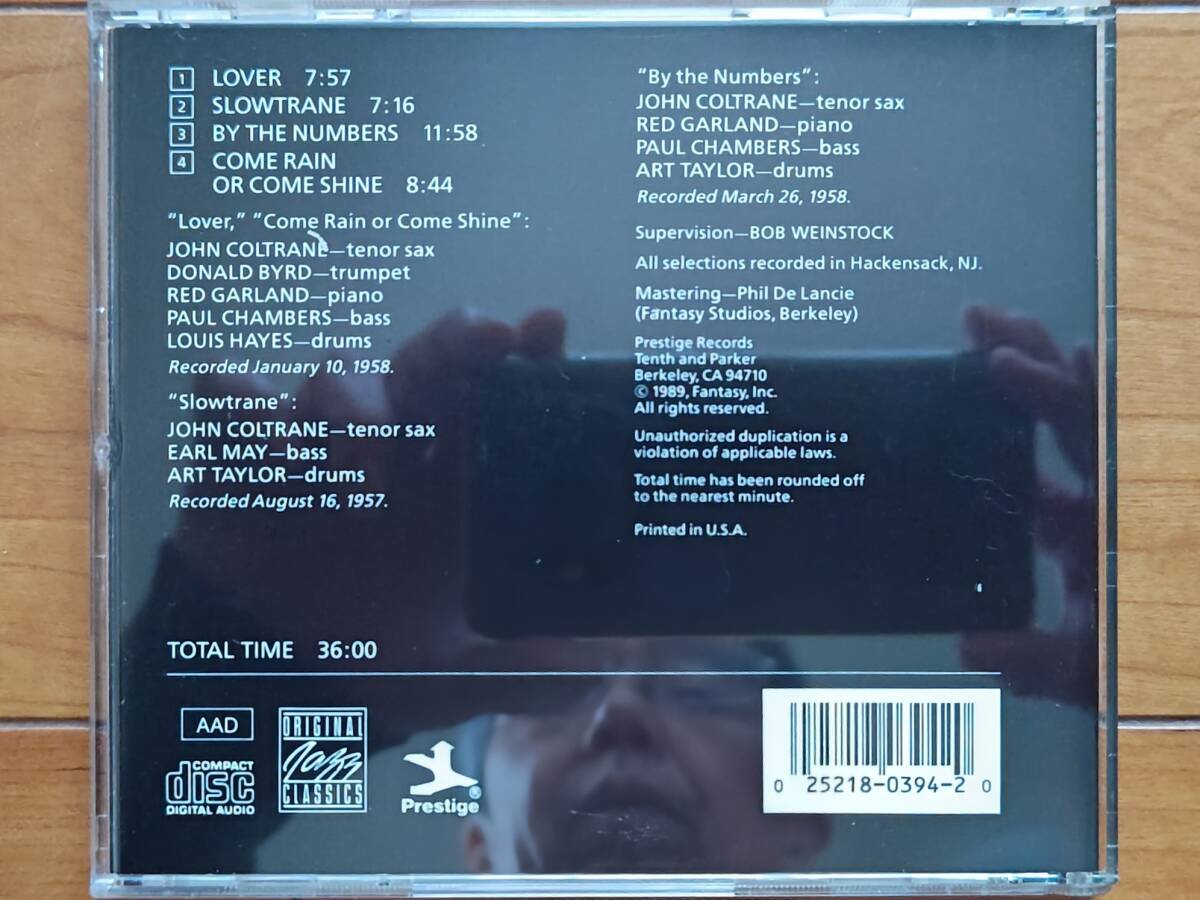 1 LOVER 7:57
2 SLOWTRANE 7:16
3 BY THE NUMBERS 11:58
4 COME RAIN
OR COME SHINE 8:44
"Lover," "Come Rain or Come Shine":
JOHN COLTRANE—tenor sax
DONALD BYRD—trumpet
RED GARLAND—piano
PAUL CHAMBERS—bass
LOUIS HAYES—drums
Recorded January 10, 1958.
"Slowtrane":
JOHN COLTRANE—tenor sax
EARL MAY—bass
ART TAYLOR—drums
Recorded August 16, 1957.
"By the Numbers":
JOHN COLTRANE—tenor sax
RED GARLAND—piano
PAUL CHAMBERS—bass
ART TAYLOR—drums
Recorded March 26, 1958.
Supervision—BOB WEINSTOCK
All selections recorded in Hackensack, NJ.
Mastering—Phil De Lancie
(Fantasy Studios, Berkeley)
Prestige Records
Tenth and Parker
Berkeley, CA 94710
© 1989, Fantasy, Inc.
All rights reserved.
Unauthorized duplication is a
violation of applicable laws.
Total time has been rounded off
to the nearest minute.
Printed in U.S.A.
TOTAL TIME 36:00
AAD
COMPACT
disc
DIGITAL AUDIO
ORIGINAL
Jazz
CLASSICS
Prestige®
0 25218-0394-2 0